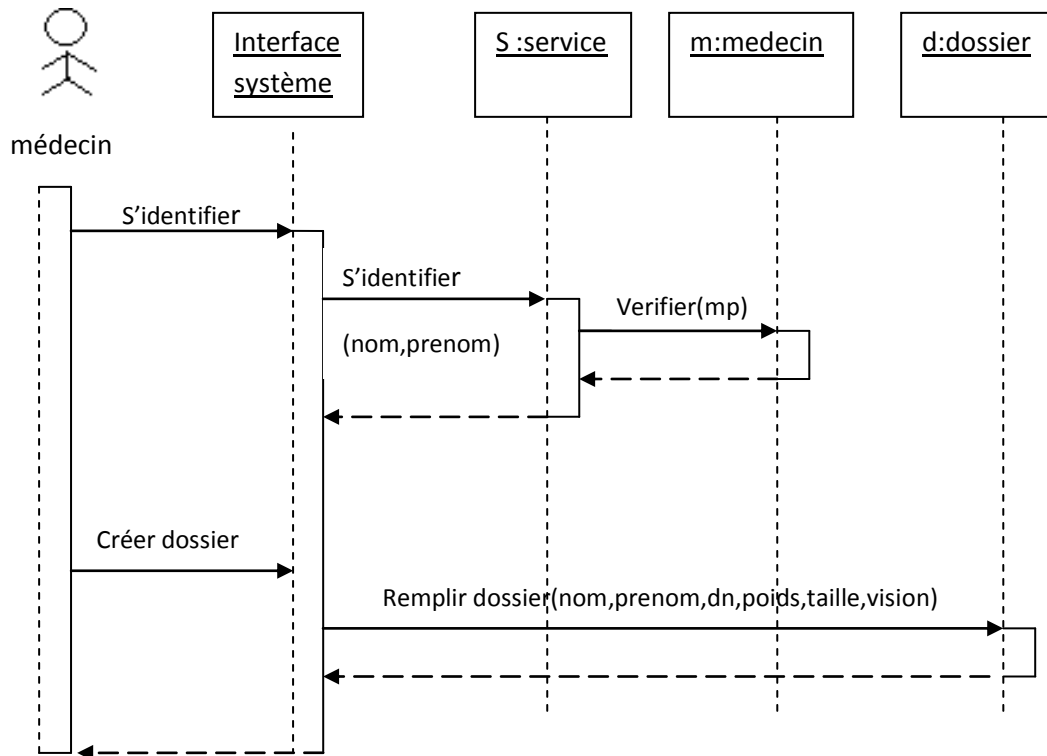 Interface
système
S :service
m:medecin
d:dossier
médecin
S’identifier
S’identifier
Verifier(mp)
(nom,prenom)
Créer dossier
Remplir dossier(nom,prenom,dn,poids,taille,vision)